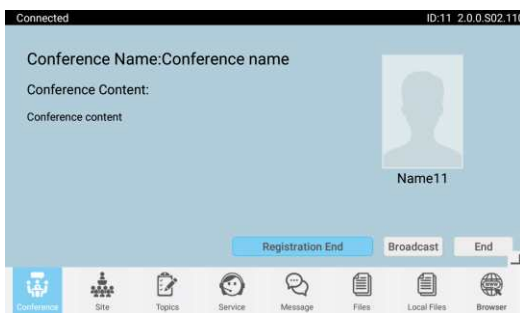 Connected ID:11 2.0.0.S02.110
Conference Name:Conference name
Conference Content:
Conference content
Name11
Registration End Broadcast End
Conference Site Topics Service Message Files Local Files Browser